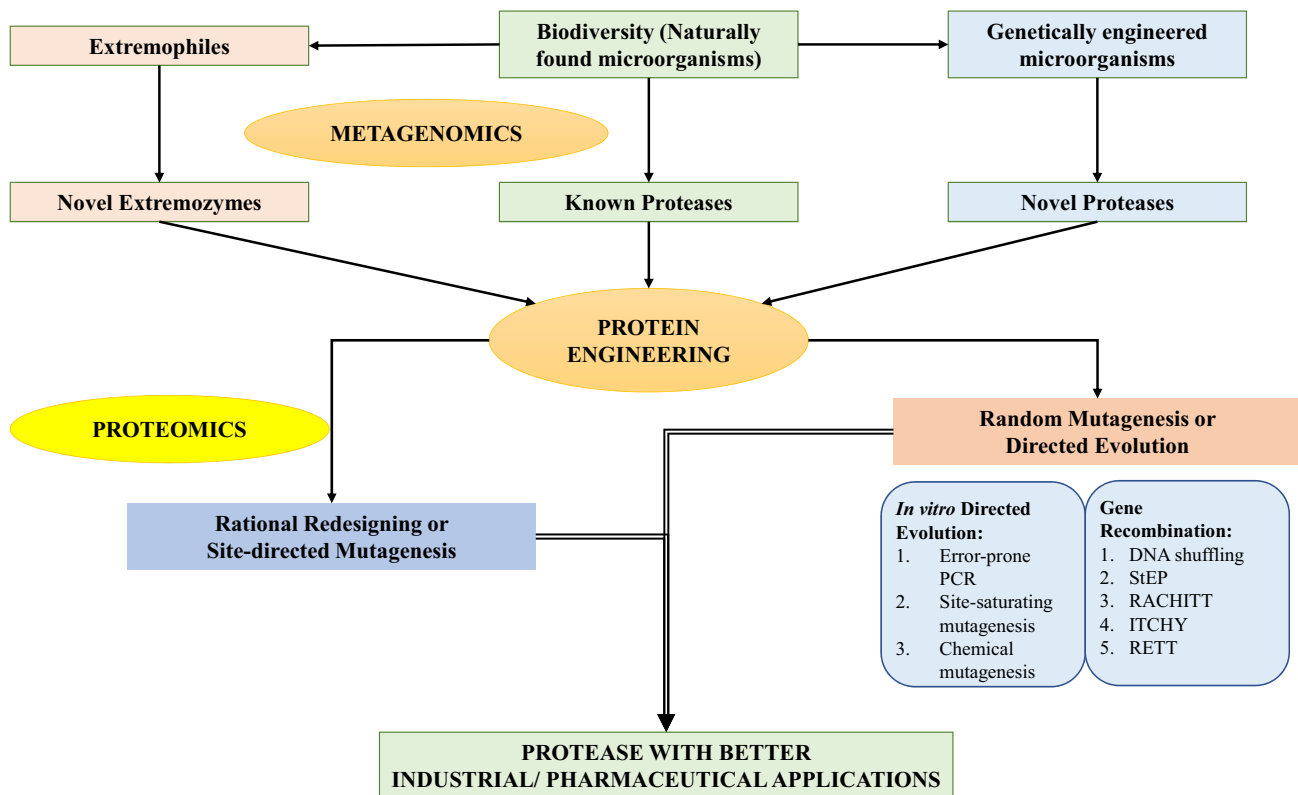 Extremophiles
Biodiversity (Naturally
found microorganisms)
Genetically engineered
microorganisms
METAGENOMICS
Novel Extremozymes
Known Proteases
Novel Proteases
PROTEIN
ENGINEERING
PROTEOMICS
Random Mutagenesis or
Directed Evolution
Rational Redesigning or
Site-directed Mutagenesis
In vitro Directed
Evolution:
1. Error-prone
PCR
2. Site-saturating
mutagenesis
3. Chemical
mutagenesis
Gene
Recombination:
1. DNA shuffling
2. StEP
3. RACHITT
4. ITCHY
5. RETT
PROTEASE WITH BETTER
INDUSTRIAL/ PHARMACEUTICAL APPLICATIONS